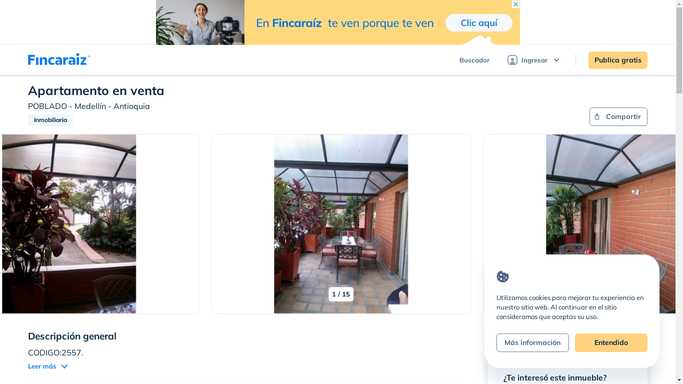 En Fincaraíz te ven porque te ven
Clic aquí
Fincaraiz
Buscador
Ingresar
Publica gratis
Apartamento en venta
POBLADO - Medellín - Antioquia
Inmobiliaria
Compartir
1 / 15
Utilizamos cookies para mejorar tu experiencia en
nuestro sitio web. Al continuar en el sitio
consideramos que aceptas su uso.
Más información
Entendido
Descripción general
CODIGO:2557.
Leer más
¿Te interesó este inmueble?